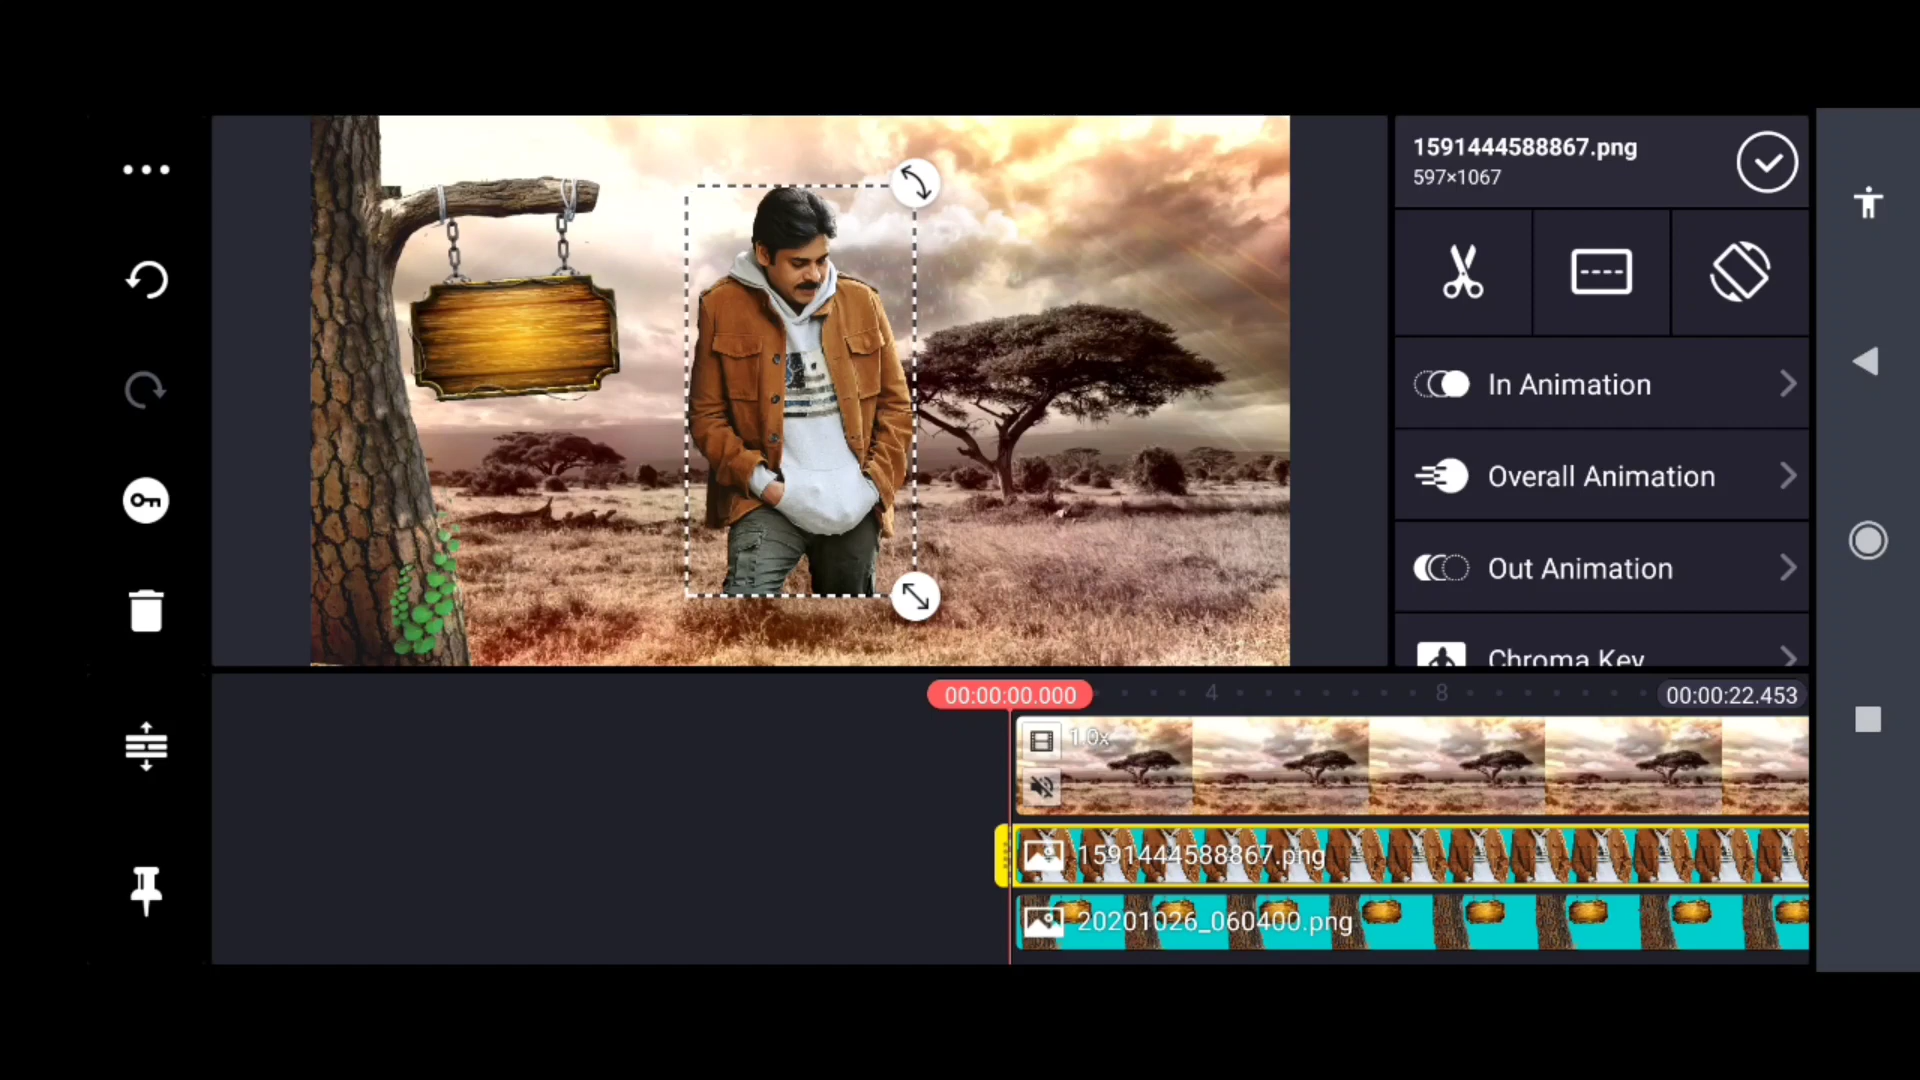 1591444588867.png
597×1067
In Animation
Overall Animation
Out Animation
Chroma Key
00:00:00.000
4
8
00:00:22.453
1.0x
1591444588867.png
20201026_060400.png